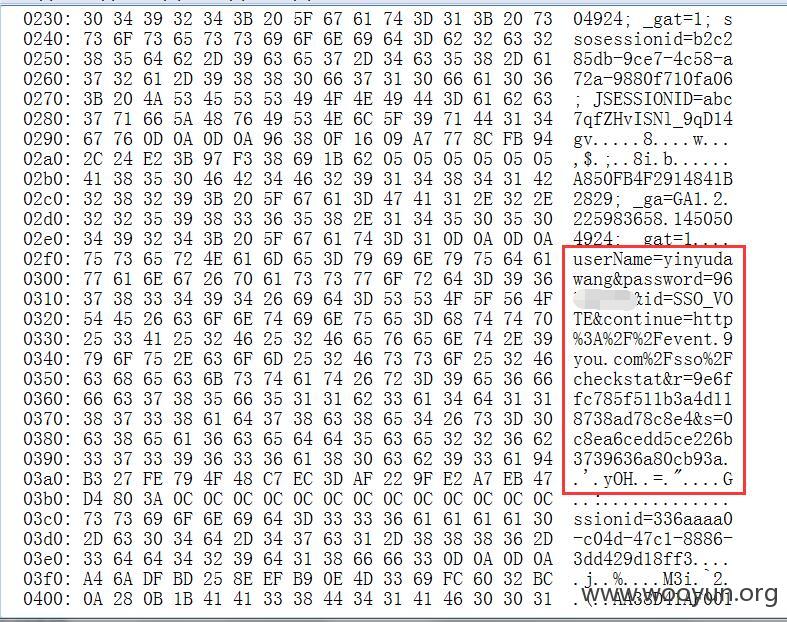 0230: 30 34 39 32 34 3B 20 5F 67 61 74 3D 31 3B 20 73 04924; _gat=1; s
0240: 73 6F 73 65 73 73 69 6F 6E 69 64 3D 62 32 63 32 sosessionid=b2c2
0250: 38 35 64 62 2D 39 63 65 37 2D 34 63 35 38 2D 61 85db-9ce7-4c58-a
0260: 37 32 61 2D 39 38 38 30 66 37 31 30 66 61 30 36 72a-9880f710fa06
0270: 3B 20 4A 53 45 53 53 49 4F 4E 49 44 3D 61 62 63 ; JSESSIONID=abc
0280: 37 71 66 5A 48 76 49 53 4E 6C 5F 39 71 44 31 34 7qfZHvISNl_9qD14
0290: 67 76 0D 0A 0D 0A 96 38 0F 16 09 A7 77 8C FB 94 gv.....8....w...
02a0: 2C 24 E2 3B 97 F3 38 69 1B 62 05 05 05 05 05 05 ,$.;..8i.b......
02b0: 41 38 35 30 46 42 34 46 32 39 31 34 38 34 31 42 A850FB4F2914841B
02c0: 32 38 32 39 3B 20 5F 67 61 3D 47 41 31 2E 32 2E 2829; _ga=GA1.2.
02d0: 32 32 35 39 38 33 36 35 38 2E 31 34 35 30 35 30 225983658.145050
02e0: 34 39 32 34 3B 20 5F 67 61 74 3D 31 0D 0A 0D 0A 4924; _gat=1....
02f0: 75 73 65 72 4E 61 6D 65 3D 79 69 6E 79 75 64 61 userName=yinyuda
0300: 77 61 6E 67 26 70 61 73 73 77 6F 72 64 3D 39 36 wang&password=96
0310: 37 38 33 34 39 34 26 69 64 3D 53 53 4F 5F 56 4F &id=SSO_VO
0320: 54 45 26 63 6F 6E 74 69 6E 75 65 3D 68 74 74 70 TE&continue=http
0330: 25 33 41 25 32 46 25 32 46 65 76 65 6E 74 2E 39 %3A%2F%2Fevent.9
0340: 79 6F 75 2E 63 6F 6D 25 32 46 73 73 6F 25 32 46 you.com%2Fsso%2F
0350: 63 68 65 63 6B 73 74 61 74 26 72 3D 39 65 36 66 checkstat&r=9e6f
0360: 66 63 37 38 35 66 35 31 31 62 33 61 34 64 31 31 fc785f511b3a4d11
0370: 38 37 33 38 61 64 37 38 63 38 65 34 26 73 3D 30 8738ad78c8e4&s=0
0380: 63 38 65 61 36 63 65 64 64 35 63 65 32 32 36 62 c8ea6cedd5ce226b
0390: 33 37 33 39 36 33 36 61 38 30 63 62 39 33 61 94 3739636a80cb93a.
03a0: B3 27 FE 79 4F 48 C7 EC 3D AF 22 9F E2 A7 EB 47 .'.yOH..=."....G
03b0: D4 80 3A 0C 0C 0C 0C 0C 0C 0C 0C 0C 0C 0C 0C 0C ..:.............
03c0: 73 73 69 6F 6E 69 64 3D 33 33 36 61 61 61 61 30 ssionid=336aaaa0
03d0: 2D 63 30 34 64 2D 34 37 63 31 2D 38 38 38 36 2D -c04d-47c1-8886-
03e0: 33 64 64 34 32 39 64 31 38 66 66 33 0D 0A 0D 0A 3dd429d18ff3....
03f0: A4 6A DF BD 25 8E EF B9 0E 4D 33 69 FC 60 32 BC .j..%....M3i.`2.
0400: 0A 28 0B 1B 41 41 33 38 44 34 31 41 46 30 30 31 .(..AA38D41AF001
www.wooyun.org